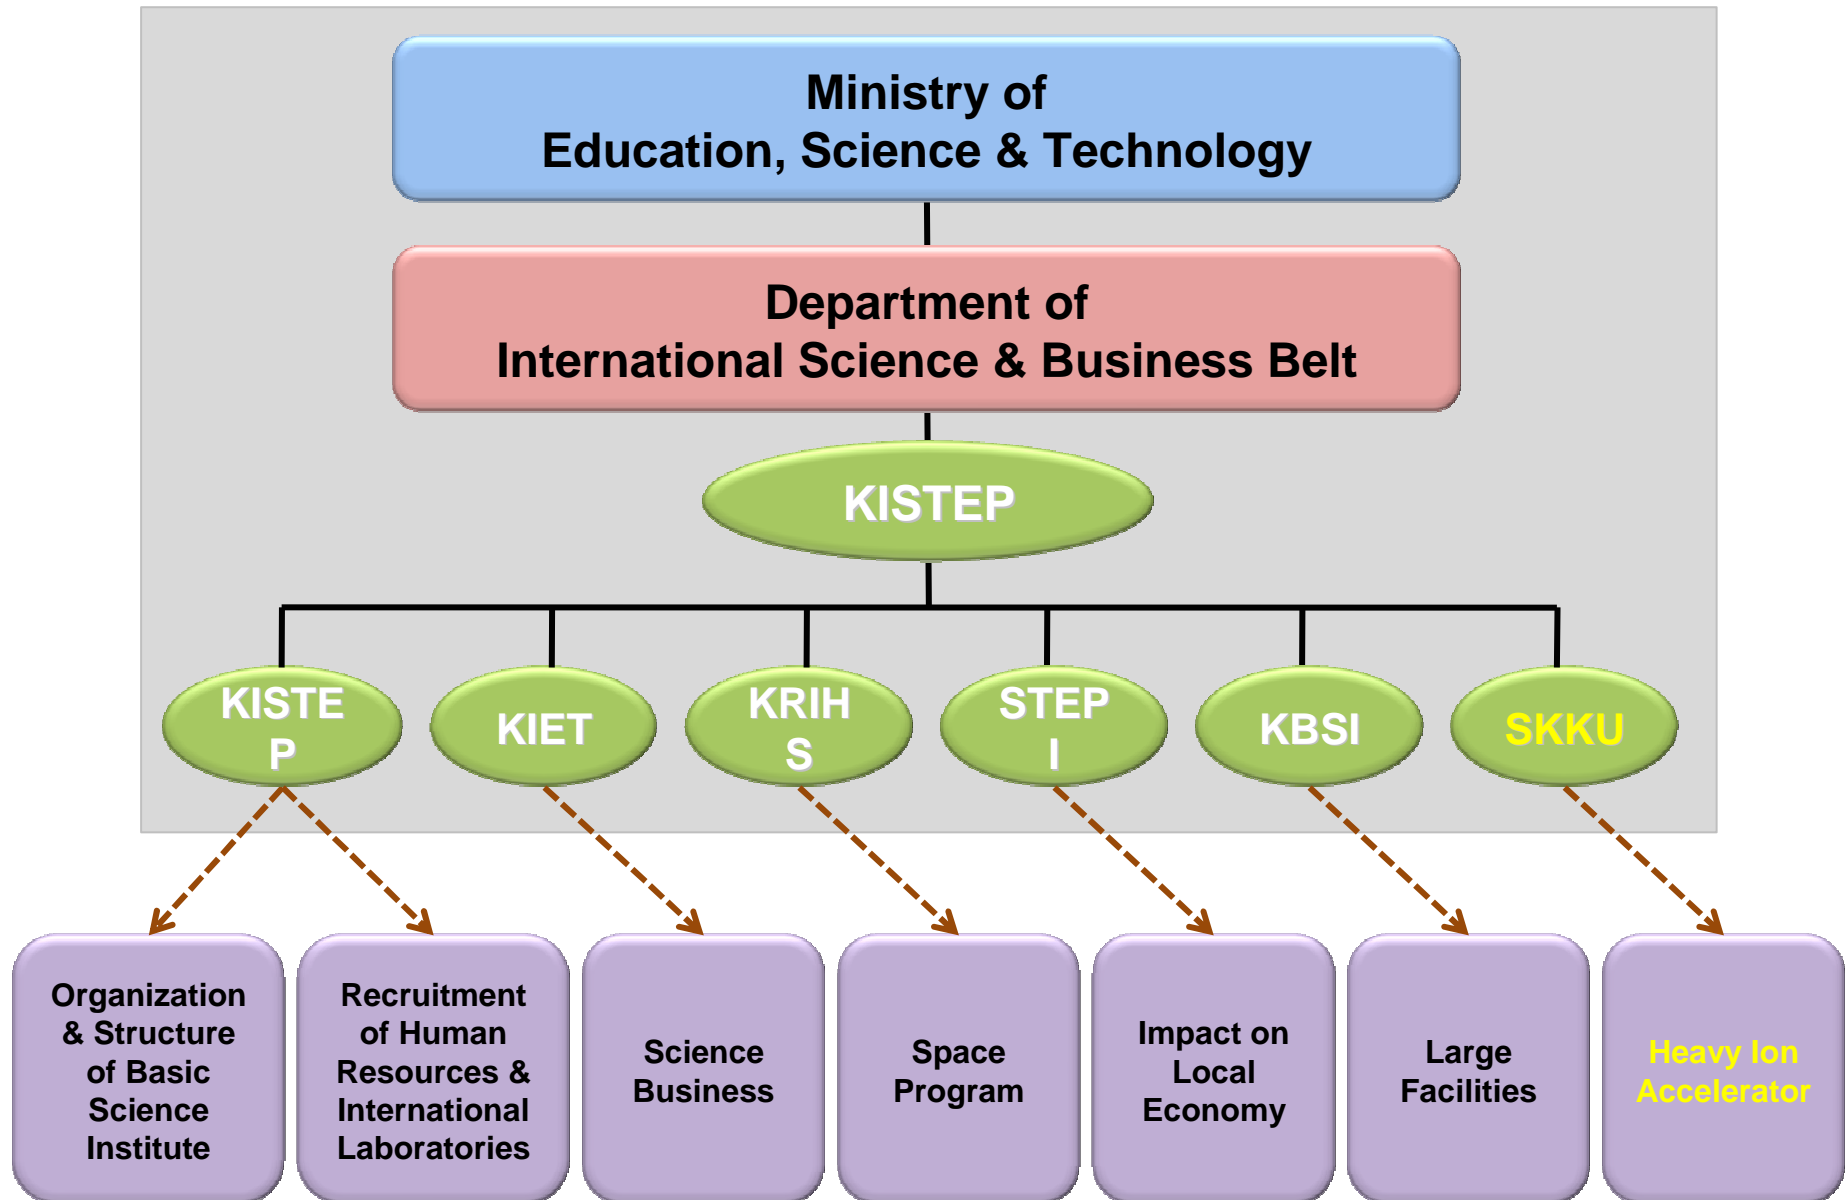 Ministry of
Education, Science & Technology
Department of
International Science & Business Belt
KISTEP
KISTE
P
KIET
KRIH
S
STEP
I
KBSI
SKKU
Organization
& Structure
of Basic
Science
Institute
Recruitment
of Human
Resources &
International
Laboratories
Science
Business
Space
Program
Impact on
Local
Economy
Large
Facilities
Heavy Ion
Accelerator